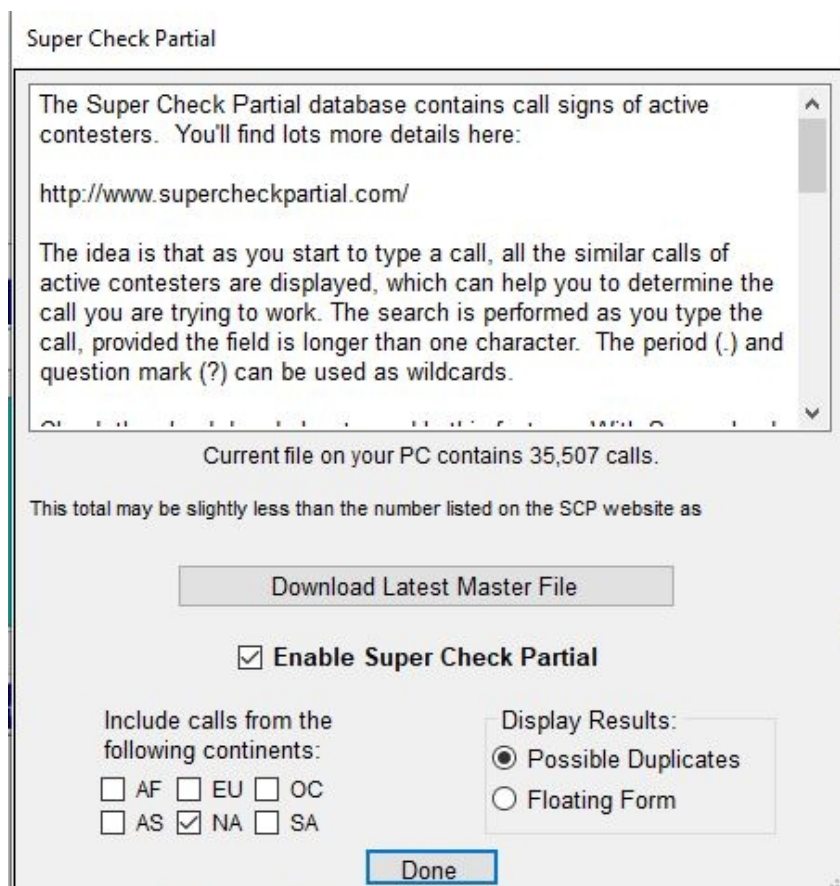 Super Check Partial
The Super Check Partial database contains call signs of active
contesters.  You'll find lots more details here:
http://www.supercheckpartial.com/
The idea is that as you start to type a call, all the similar calls of
active contesters are displayed, which can help you to determine the
call you are trying to work. The search is performed as you type the
call, provided the field is longer than one character.  The period (.) and
question mark (?) can be used as wildcards.
Current file on your PC contains 35,507 calls.
This total may be slightly less than the number listed on the SCP website as
Download Latest Master File
Enable Super Check Partial
Include calls from the
following continents:
AF EU OC
AS NA SA
Display Results:
Possible Duplicates
Floating Form
Done